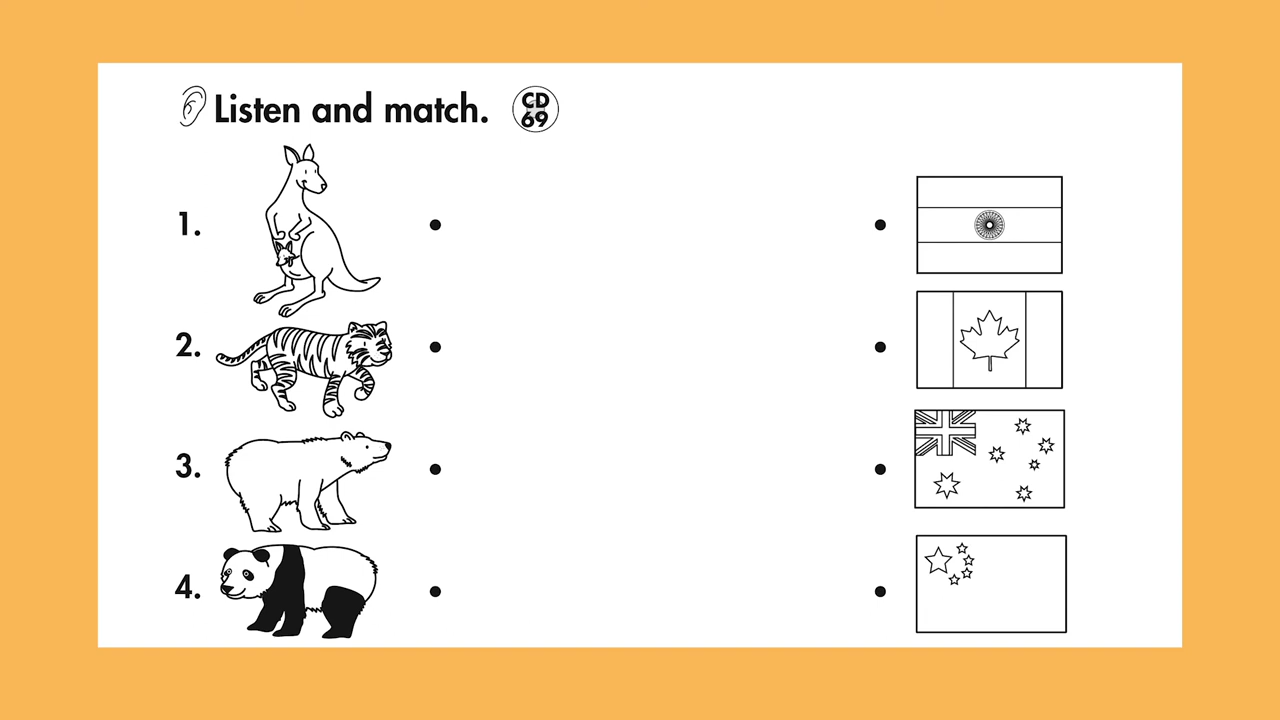 Listen and match.
CD
69
1.
2.
3.
4.